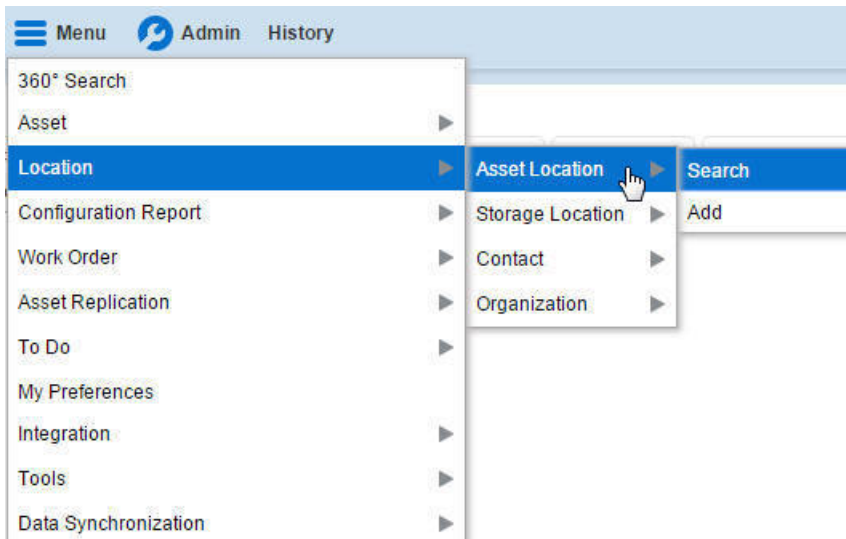 Menu Admin History
360° Search
Asset
Location
Asset Location
Search
Configuration Report
Storage Location
Add
Work Order
Contact
Asset Replication
Organization
To Do
My Preferences
Integration
Tools
Data Synchronization